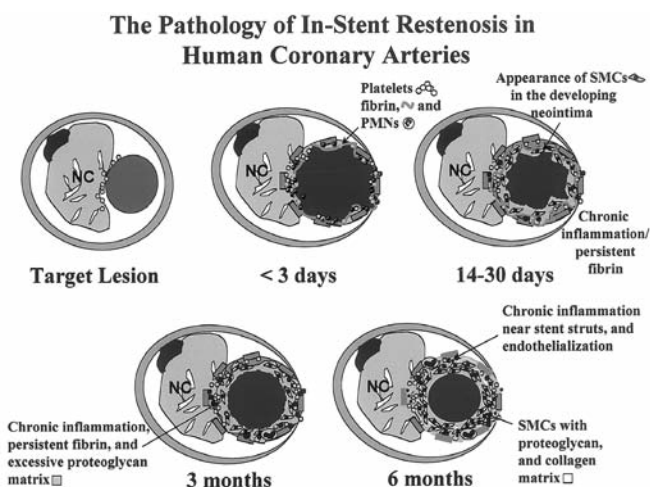 The Pathology of In-Stent Restenosis in
Human Coronary Arteries
Platelets
fibrin, and
PMNs
Appearance of SMCs
in the developing
neointima
NC
NC
NC
Chronic
inflammation/
persistent
fibrin
Target Lesion
< 3 days
14-30 days
Chronic inflammation
near stent struts, and
endothelialization
NC
NC
Chronic inflammation,
persistent fibrin, and
excessive proteoglycan
matrix
SMCs with
proteoglycan,
and collagen
matrix
3 months
6 months